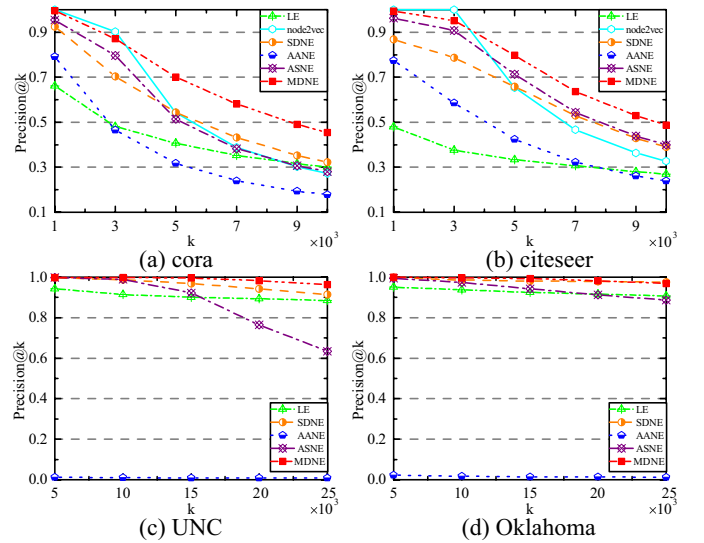 Precision@k
0.9
0.7
0.5
0.3
0.1
1 3 5 7 9
k
×10³
LE
node2vec
SDNE
AANE
ASNE
MDNE
(a) cora
Precision@k
0.9
0.7
0.5
0.3
0.1
1 3 5 7 9
k
×10³
LE
node2vec
SDNE
AANE
ASNE
MDNE
(b) citeseer
Precision@k
1.0
0.8
0.6
0.4
0.2
0.0
5 10 15 20 25
k
×10³
LE
SDNE
AANE
ASNE
MDNE
(c) UNC
Precision@k
1.0
0.8
0.6
0.4
0.2
0.0
5 10 15 20 25
k
×10³
LE
SDNE
AANE
ASNE
MDNE
(d) Oklahoma